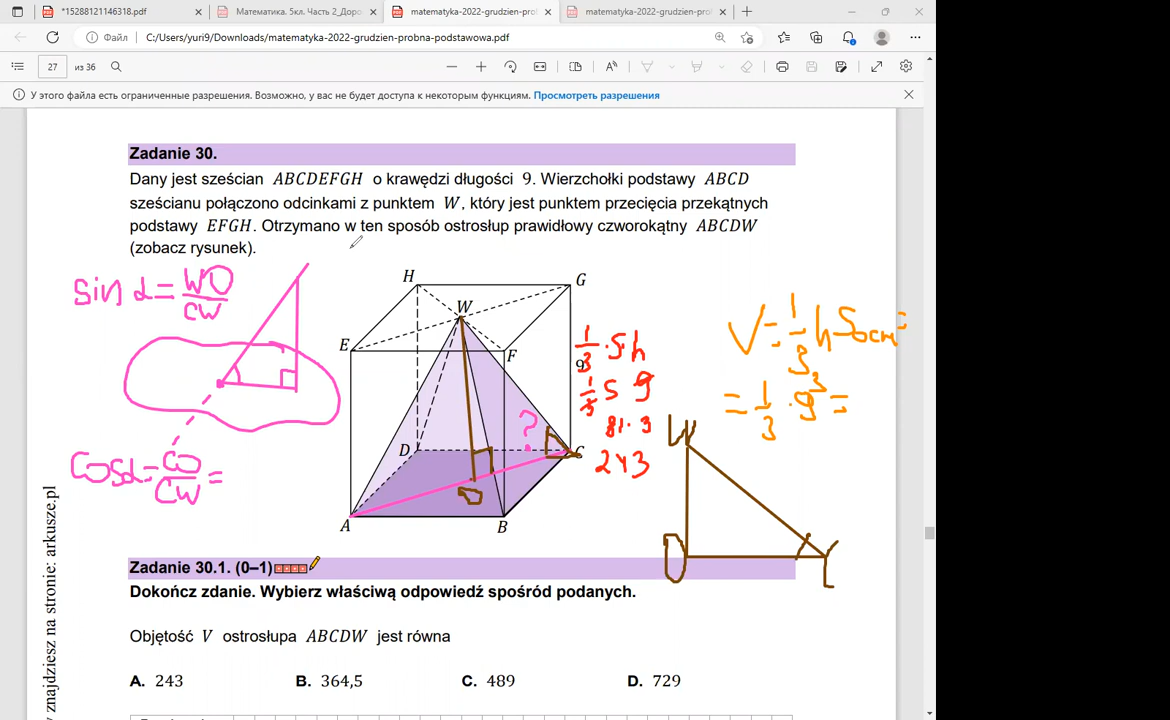 *15288121146318.pdf
Математика. 5кл. Часть 2_Доро
matematyka-2022-grudzien-pro
matematyka-2022-grudzien-prob
Файл C:/Users/yuri9/Downloads/matematyka-2022-grudzien-probna-podstawowa.pdf
27 из 36
У этого файла есть ограниченные разрешения. Возможно, у вас не будет доступа к некоторым функциям. Просмотреть разрешения
Zadanie 30.
Dany jest sześcian ABCDEFGH o krawędzi długości 9. Wierzchołki podstawy ABCD
sześcianu połączono odcinkami z punktem W, który jest punktem przecięcia przekątnych
podstawy EFGH. Otrzymano w ten sposób ostrosłup prawidłowy czworokątny ABCDW
(zobacz rysunek).
sin α = WO/CW
cos α = CO/CW =
H
G
W
E
F
9
D
C
A
B
O
?
1/3 · S · h
1/3 S 9
81 · 3
243
V = 1/3 h Sосн =
= 1/3 · 9³ =
W
O
C
Zadanie 30.1. (0–1)
Dokończ zdanie. Wybierz właściwą odpowiedź spośród podanych.
Objętość V ostrosłupa ABCDW jest równa
A. 243
B. 364,5
C. 489
D. 729
znajdziesz na stronie: arkusze.pl